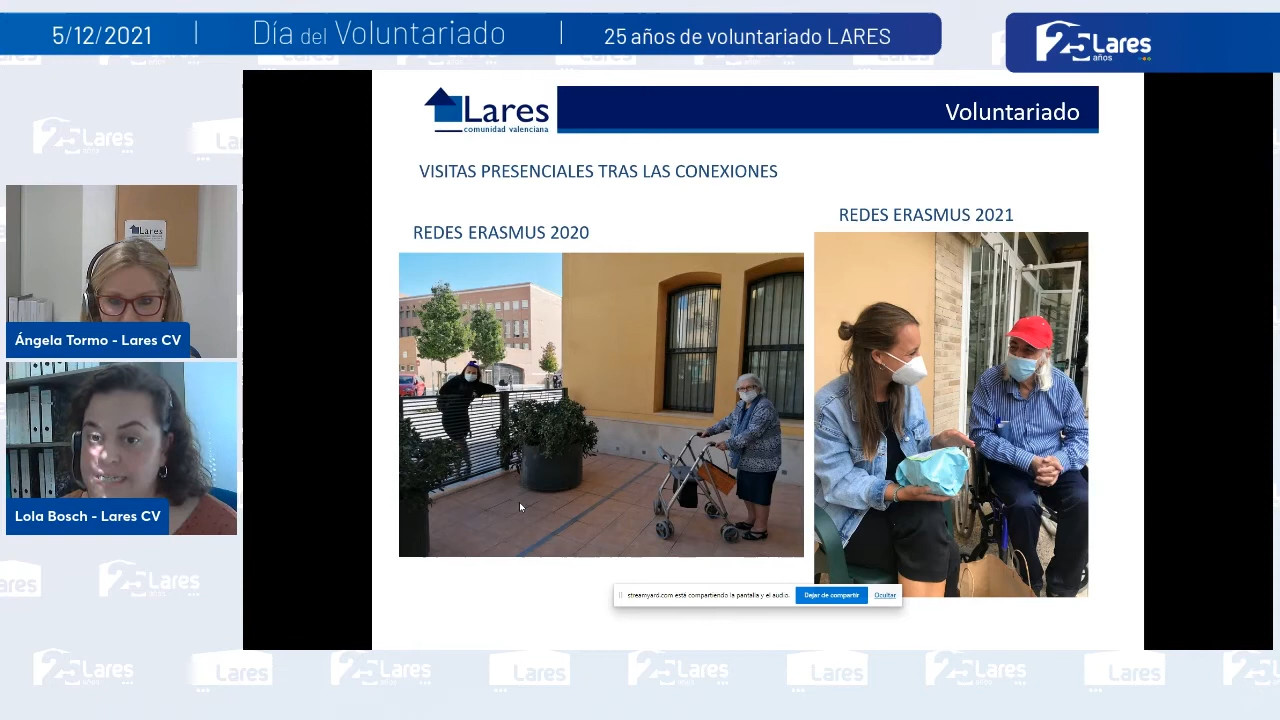 5/12/2021
Día del Voluntariado
25 años de voluntariado LARES
25 Lares
años
Lares
comunidad valenciana
Voluntariado
VISITAS PRESENCIALES TRAS LAS CONEXIONES
REDES ERASMUS 2021
REDES ERASMUS 2020
Lares
Ángela Tormo - Lares CV
Lola Bosch - Lares CV
streamyard.com está compartiendo la pantalla y el audio.
Dejar de compartir
Ocultar